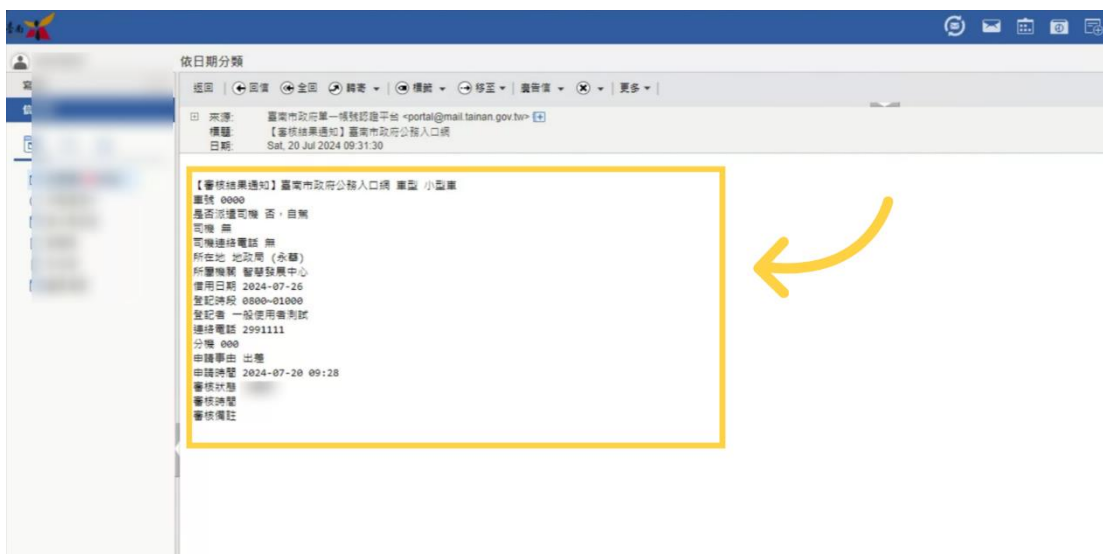 臺南
依日期分類
返回 回信 全回 轉寄 標籤 移至 廣告信 更多
來源: 臺南市政府單一帳號認證平台 <portal@mail.tainan.gov.tw>
標題: 【審核結果通知】臺南市政府公務入口網
日期: Sat, 20 Jul 2024 09:31:30
【審核結果通知】臺南市政府公務入口網 車型 小型車
車號 0000
是否派遣司機 否，自駕
司機 無
司機連絡電話 無
所在地 地政局 (永華)
所屬機關 智慧發展中心
借用日期 2024-07-26
登記時段 0800~01000
登記者 一般使用者測試
連絡電話 2991111
分機 000
申請事由 出差
申請時間 2024-07-20 09:28
審核狀態
審核時間
審核備註